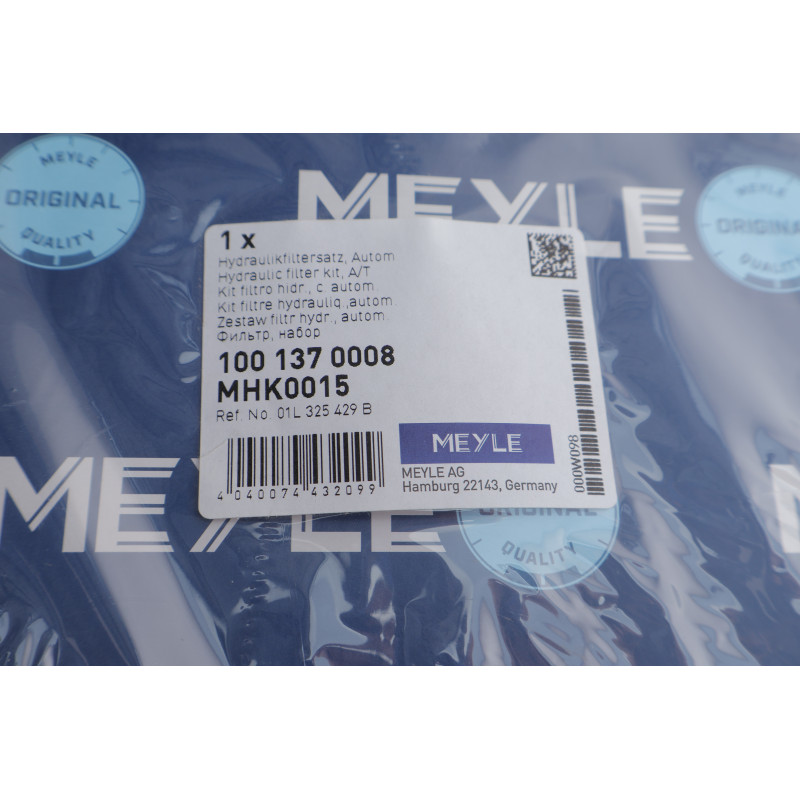 MEYLE
ORIGINAL
QUALITY
MEYLE
MEYLE
ORIGINAL
QUALITY
1 x
Hydraulikfiltersatz, Autom
Hydraulic filter kit, A/T
Kit filtro hidr., c. autom
Kit filtre hydrauliq.,autom.
Zestaw filtr hydr., autom.
Фильтр, набор
100 137 0008
MHK0015
Ref. No. 01L 325 429 B
4 040074 432099
MEYLE
MEYLE AG
Hamburg 22143, Germany
000W098
MEYLE
ORIGINAL
QUALITY